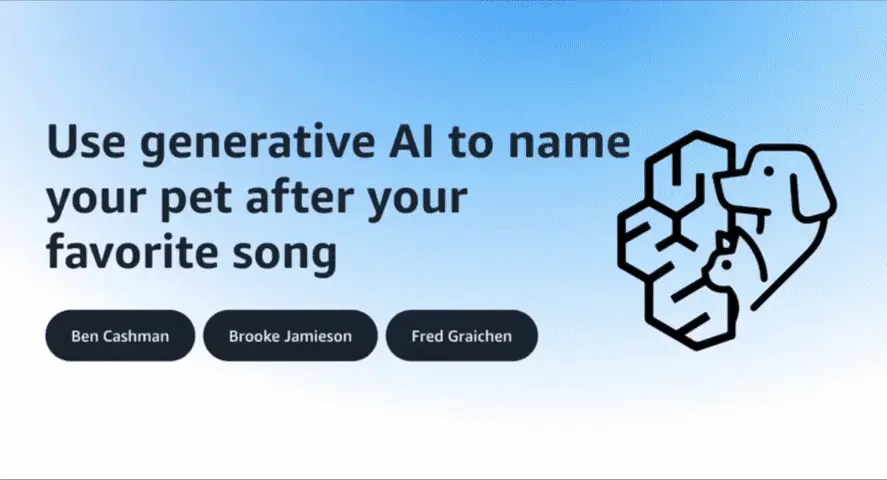 Use generative AI to name
your pet after your
favorite song
Ben Cashman
Brooke Jamieson
Fred Graichen